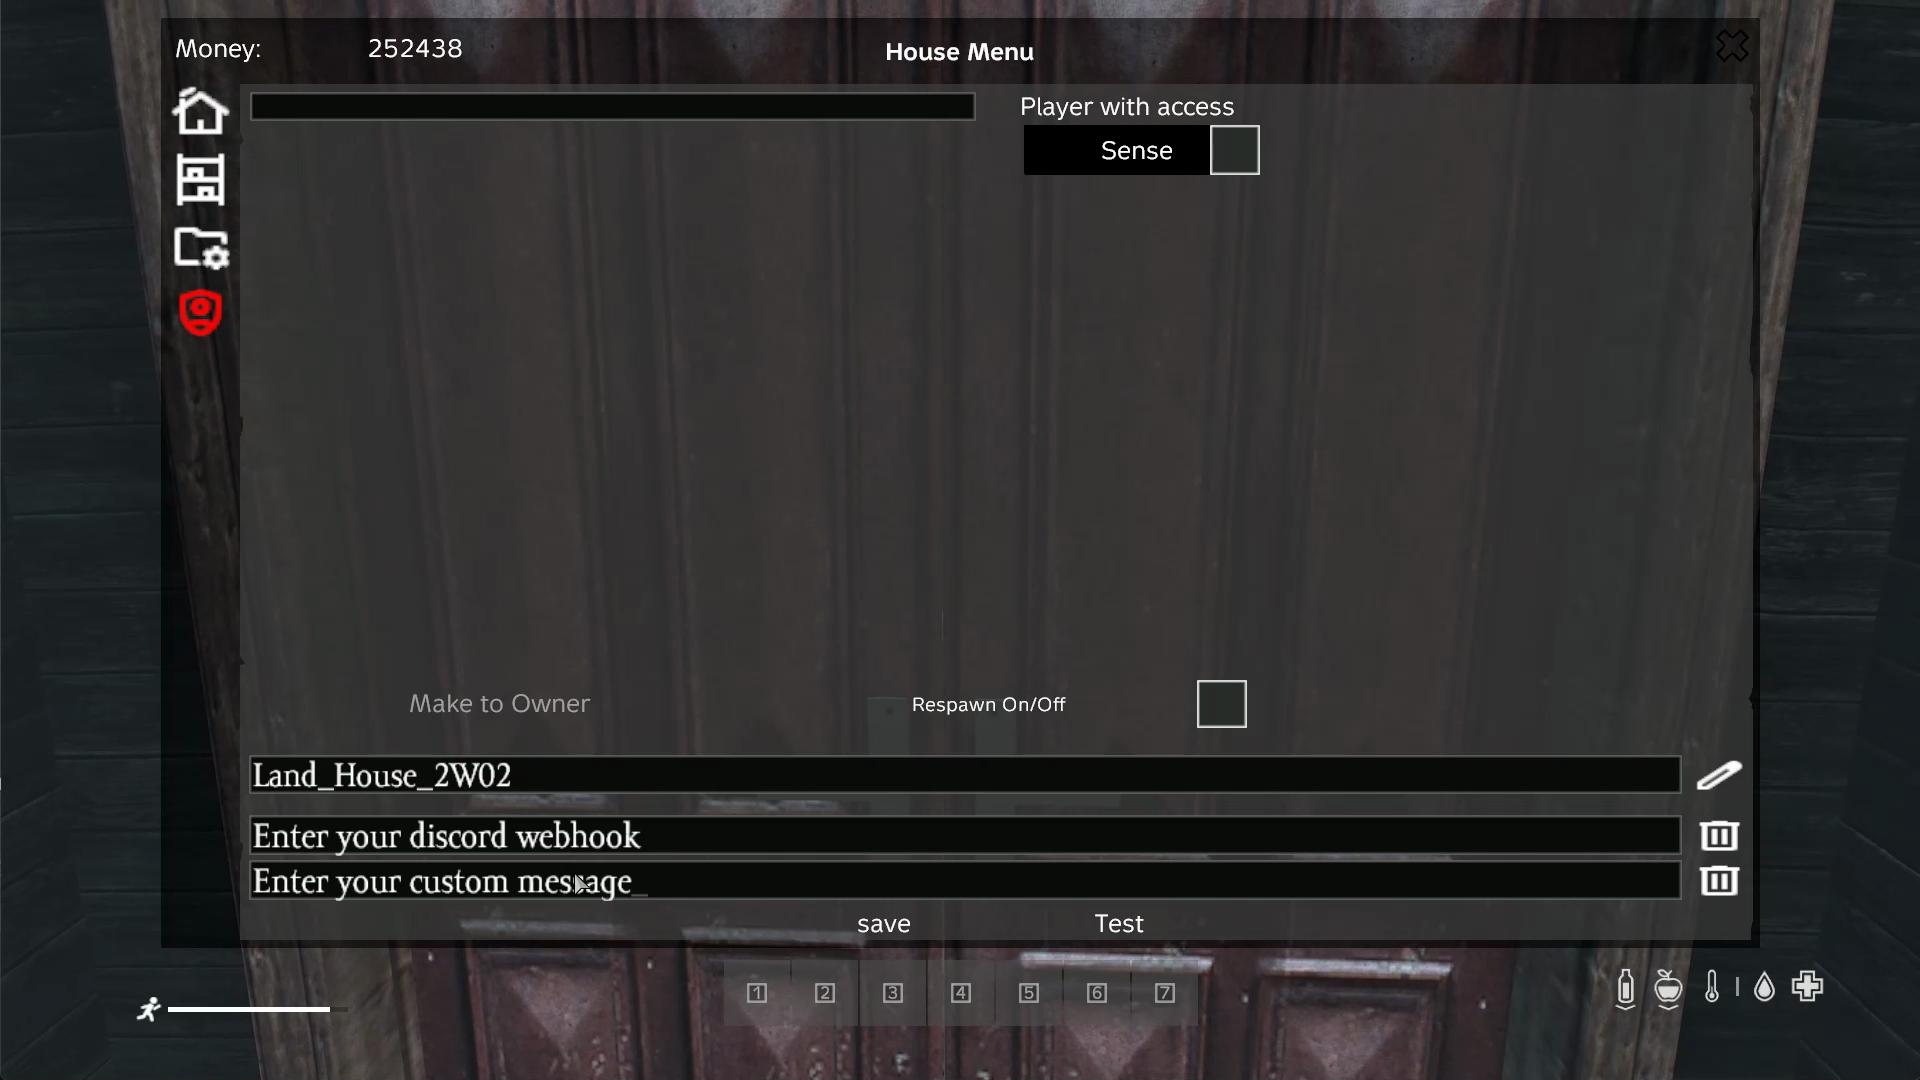 Money: 252438
House Menu
Player with access
Sense
Make to Owner
Respawn On/Off
Land_House_2W02
Enter your discord webhook
Enter your custom message_
save Test
1 2 3 4 5 6 7